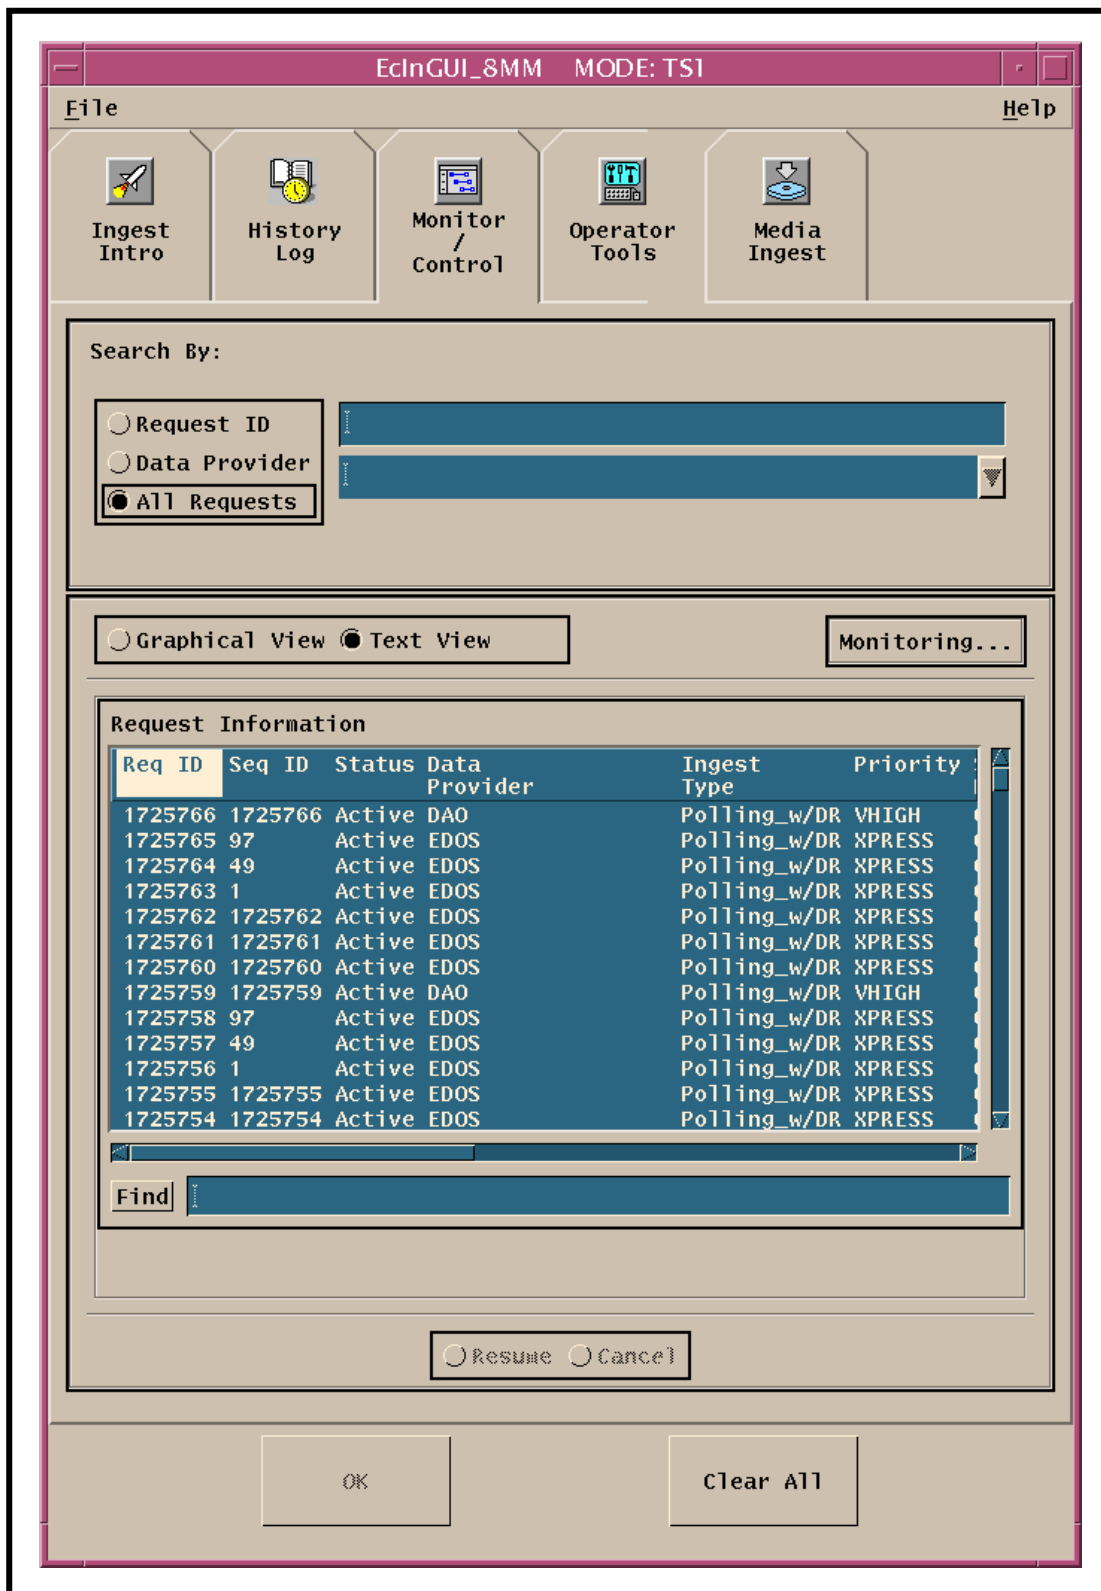 EcInGUI_8MM MODE: TS1
File Help
Ingest Intro
History Log
Monitor / Control
Operator Tools
Media Ingest
Search By:
Request ID
Data Provider
All Requests
Graphical View Text View Monitoring...
Request Information
Req ID Seq ID Status Data Provider Ingest Type Priority
1725766 1725766 Active DAO Polling_w/DR VHIGH
1725765 97 Active EDOS Polling_w/DR XPRESS
1725764 49 Active EDOS Polling_w/DR XPRESS
1725763 1 Active EDOS Polling_w/DR XPRESS
1725762 1725762 Active EDOS Polling_w/DR XPRESS
1725761 1725761 Active EDOS Polling_w/DR XPRESS
1725760 1725760 Active EDOS Polling_w/DR XPRESS
1725759 1725759 Active DAO Polling_w/DR VHIGH
1725758 97 Active EDOS Polling_w/DR XPRESS
1725757 49 Active EDOS Polling_w/DR XPRESS
1725756 1 Active EDOS Polling_w/DR XPRESS
1725755 1725755 Active EDOS Polling_w/DR XPRESS
1725754 1725754 Active EDOS Polling_w/DR XPRESS
Find
Resume Cancel
OK Clear All